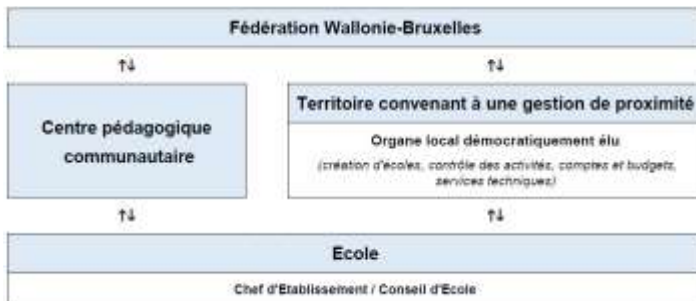 Fédération Wallonie-Bruxelles
↑↓
↑↓
Centre pédagogique
communautaire
Territoire convenant à une gestion de proximité
Organe local démocratiquement élu
(création d'écoles, contrôle des activités, comptes et budgets,
services techniques)
↑↓
↑↓
Ecole
Chef d'Etablissement / Conseil d'Ecole